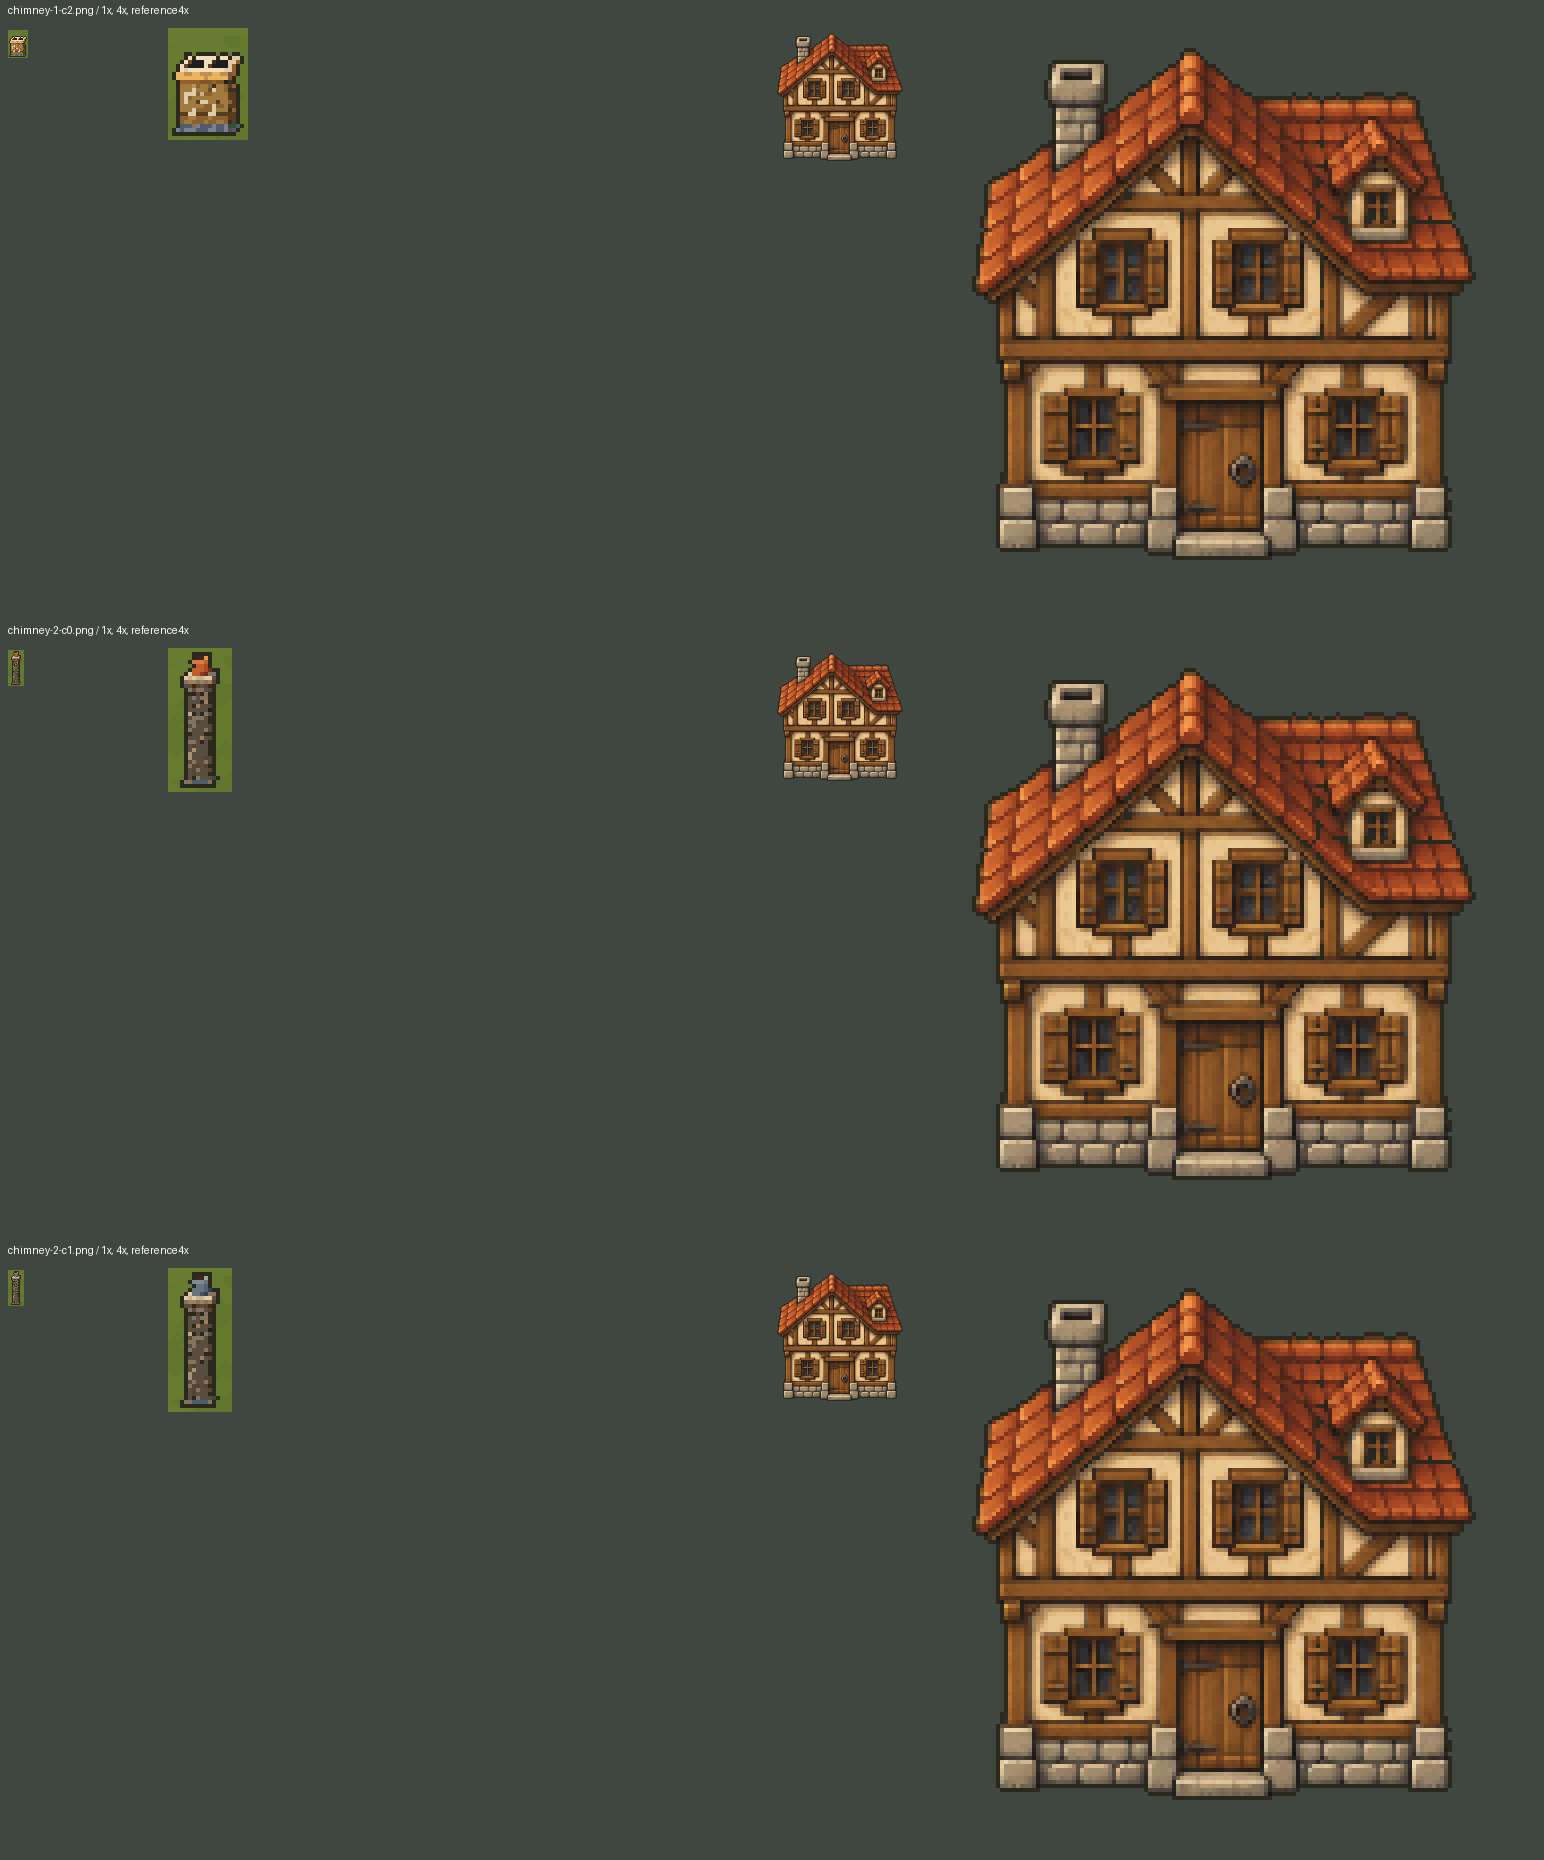 chimney-1-c2.png / 1x, 4x, reference4x
chimney-2-c0.png / 1x, 4x, reference4x
chimney-2-c1.png / 1x, 4x, reference4x